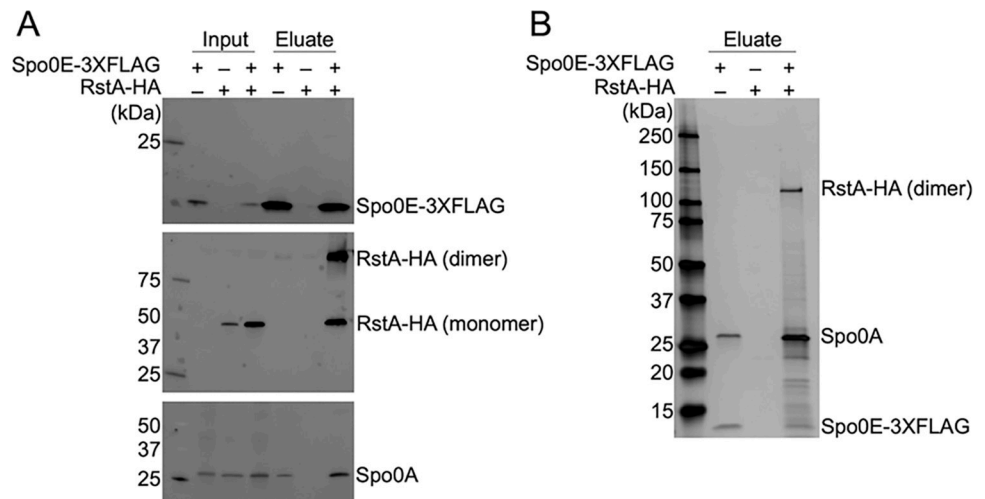 A
Input Eluate
Spo0E-3XFLAG + – + + – +
RstA-HA – + + – + +
(kDa)
25
Spo0E-3XFLAG
RstA-HA (dimer)
75
50
RstA-HA (monomer)
37
25
50
37
25
Spo0A
B
Eluate
Spo0E-3XFLAG + – +
RstA-HA – + +
(kDa)
250
150
RstA-HA (dimer)
100
75
50
37
Spo0A
25
20
15
Spo0E-3XFLAG